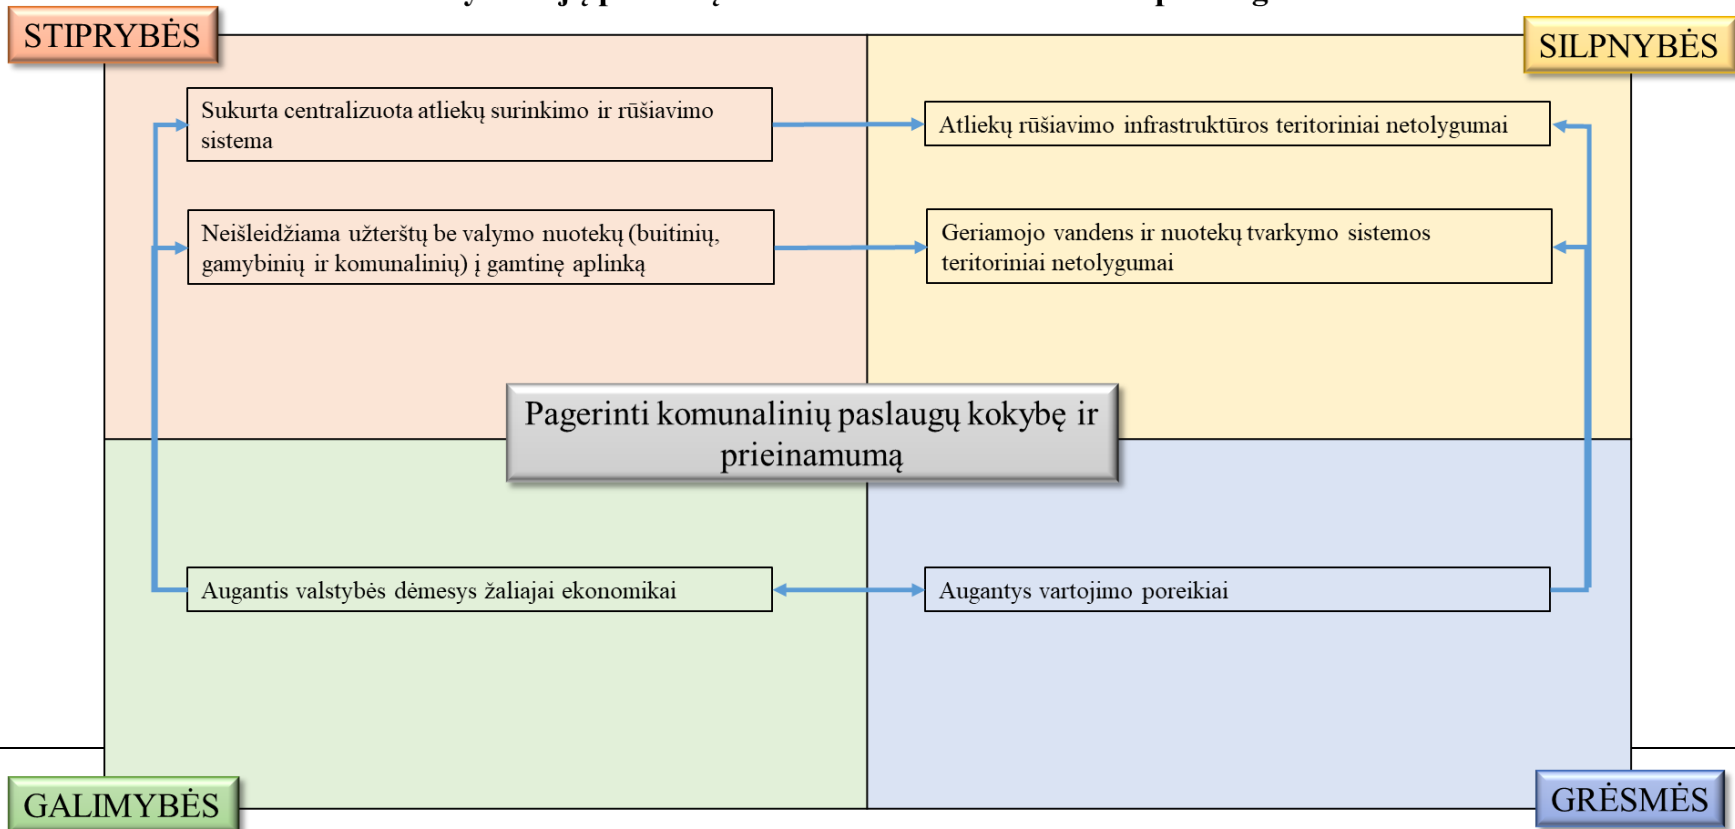 STIPRYBĖS
SILPNYBĖS
Sukurta centralizuota atliekų surinkimo ir rūšiavimo
sistema
Atliekų rūšiavimo infrastruktūros teritoriniai netolygumai
Neišleidžiama užterštų be valymo nuotekų (buitinių,
gamybinių ir komunalinių) į gamtinę aplinką
Geriamojo vandens ir nuotekų tvarkymo sistemos
teritoriniai netolygumai
Pagerinti komunalinių paslaugų kokybę ir
prieinamumą
Augantis valstybės dėmesys žaliajai ekonomikai
Augantys vartojimo poreikiai
GALIMYBĖS
GRĖSMĖS